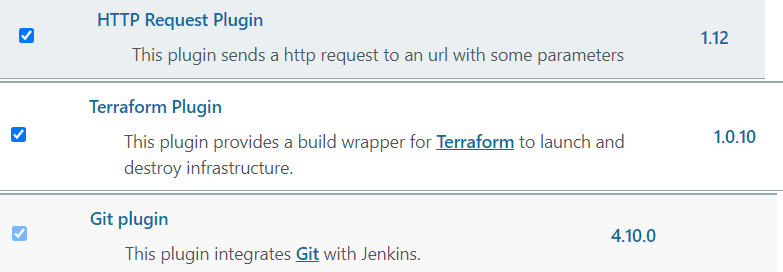 HTTP Request Plugin
1.12
This plugin sends a http request to an url with some parameters
Terraform Plugin
This plugin provides a build wrapper for Terraform to launch and
1.0.10
destroy infrastructure.
Git plugin
4.10.0
This plugin integrates Git with Jenkins.